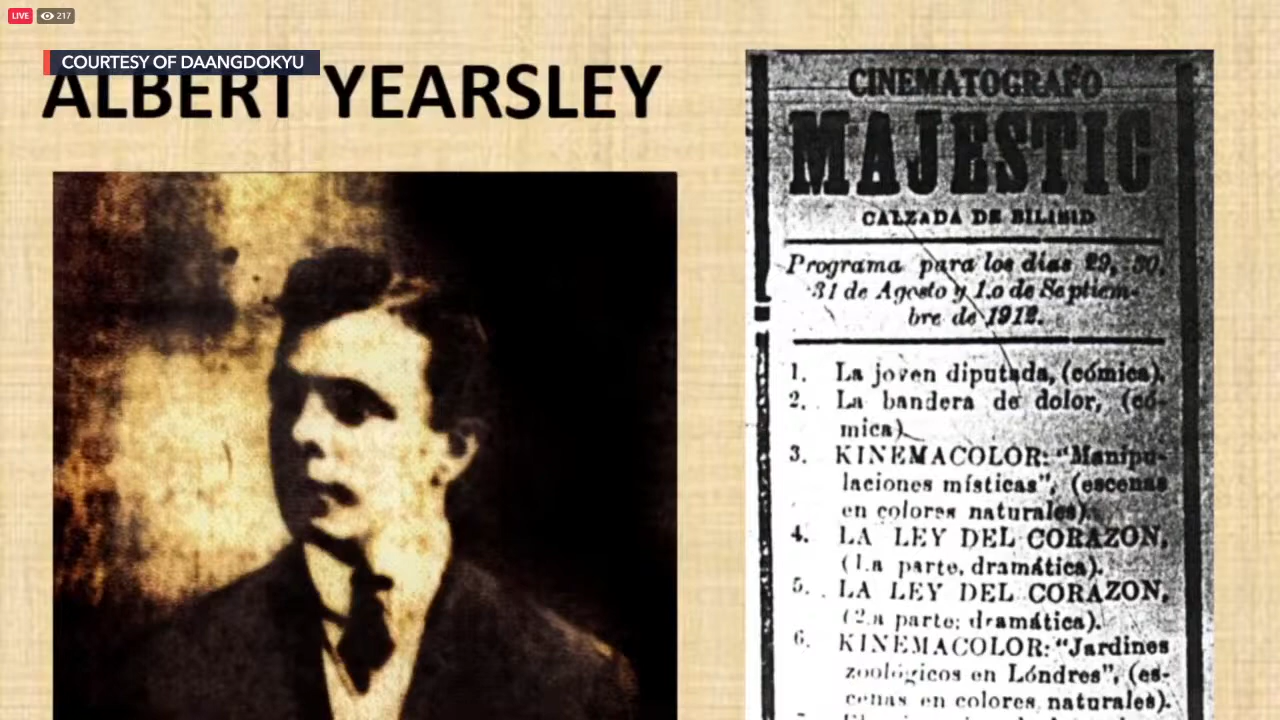 LIVE 217
COURTESY OF DAANGDOKYU
ALBERT YEARSLEY
CINEMATOGRAFO
MAJESTIC
CALZADA DE BILIBID
Programa para los días 29, 30,
31 de Agosto y 1.o de Septiem-
bre de 1912.
1. La joven diputada, (cómica).
2. La bandera de dolor, (có-
mica)
3. KINEMACOLOR: “Manipu-
laciones místicas”, (escenas
en colores naturales).
4. LA LEY DEL CORAZON,
(1.a parte, dramática).
5. LA LEY DEL CORAZON,
(2.a parte; dramática).
6. KINEMACOLOR: “Jardines
zoológicos en Lóndres”, (es-
cenas en colores naturales).